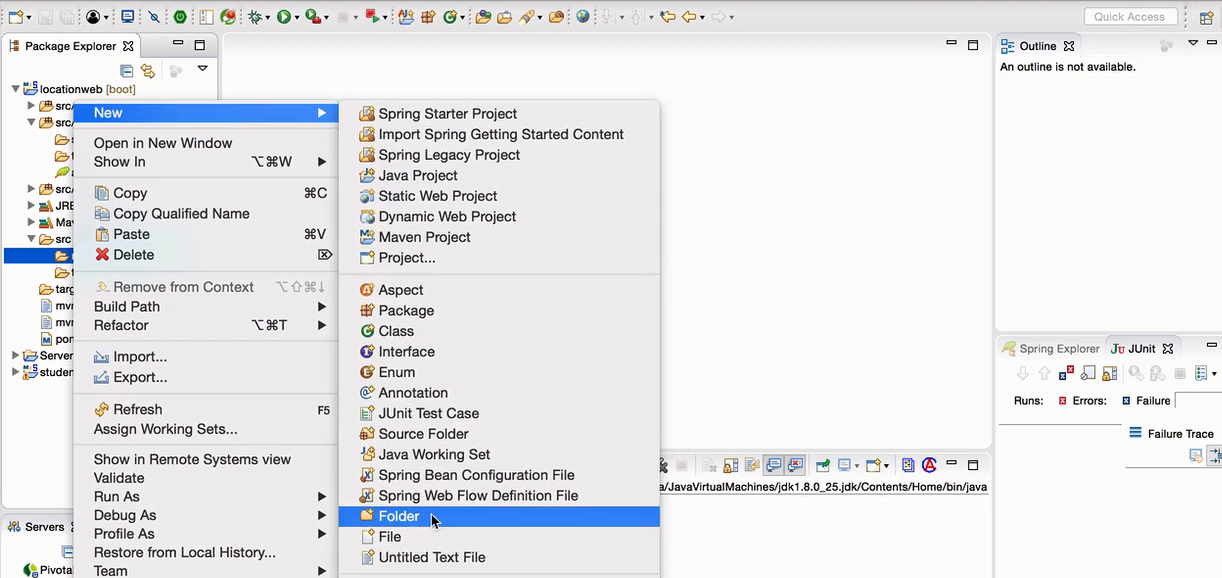 Quick Access
Package Explorer
Outline
An outline is not available.
locationweb [boot]
src/
src/
src/
JRE
Mav
src
targ
mvn
mvn
pom
Server
studen
New
Open in New Window
Show In ⌥⌘W
Copy ⌘C
Copy Qualified Name
Paste ⌘V
Delete ⌦
Remove from Context ⌥⇧⌘↓
Build Path
Refactor ⌥⌘T
Import...
Export...
Refresh F5
Assign Working Sets...
Show in Remote Systems view
Validate
Run As
Debug As
Profile As
Restore from Local History...
Team
Spring Starter Project
Import Spring Getting Started Content
Spring Legacy Project
Java Project
Static Web Project
Dynamic Web Project
Maven Project
Project...
Aspect
Package
Class
Interface
Enum
Annotation
JUnit Test Case
Source Folder
Java Working Set
Spring Bean Configuration File
Spring Web Flow Definition File
Folder
File
Untitled Text File
Spring Explorer
JUnit
Runs:
Errors:
Failure
Failure Trace
a/JavaVirtualMachines/jdk1.8.0_25.jdk/Contents/Home/bin/java
Servers
Pivota